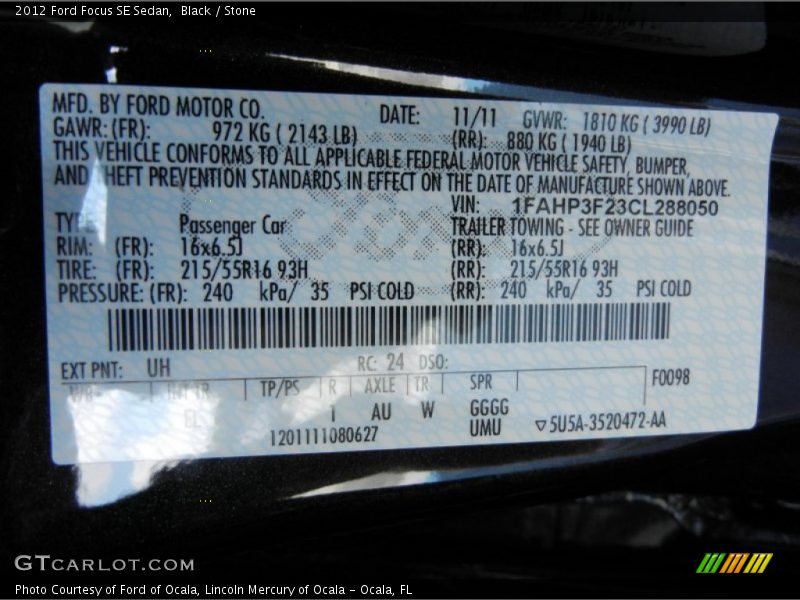 2012 Ford Focus SE Sedan, Black / Stone
MFD. BY FORD MOTOR CO. DATE: 11/11 GVWR: 1810 KG ( 3990 LB)
GAWR: (FR): 972 KG ( 2143 LB) (RR): 880 KG ( 1940 LB)
THIS VEHICLE CONFORMS TO ALL APPLICABLE FEDERAL MOTOR VEHICLE SAFETY, BUMPER,
AND THEFT PREVENTION STANDARDS IN EFFECT ON THE DATE OF MANUFACTURE SHOWN ABOVE.
VIN: 1FAHP3F23CL288050
TYPE Passenger Car TRAILER TOWING - SEE OWNER GUIDE
RIM: (FR): 16x6.5J (RR): 16x6.5J
TIRE: (FR): 215/55R16 93H (RR): 215/55R16 93H
PRESSURE: (FR): 240 kPa/ 35 PSI COLD (RR): 240 kPa/ 35 PSI COLD
EXT PNT: UH RC: 24 DSO:
WB INT TR TP/PS R AXLE TR SPR F0098
EL 1 AU W GGGG
1201111080627 UMU ▽5U5A-3520472-AA
GTCARLOT.COM
Photo Courtesy of Ford of Ocala, Lincoln Mercury of Ocala - Ocala, FL